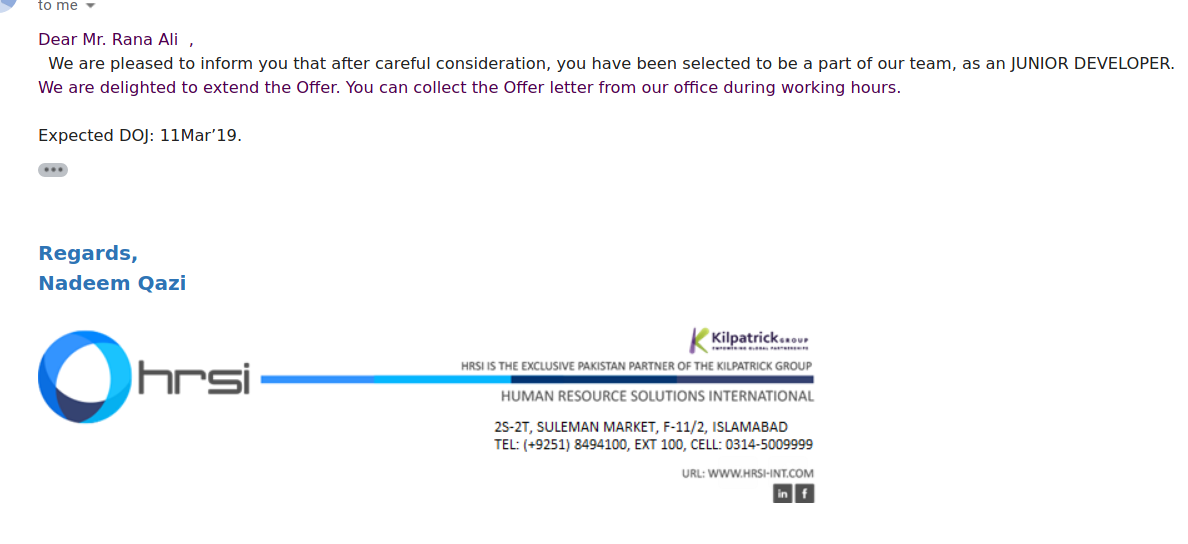 to me
Dear Mr. Rana Ali ,
We are pleased to inform you that after careful consideration, you have been selected to be a part of our team, as an JUNIOR DEVELOPER.
We are delighted to extend the Offer. You can collect the Offer letter from our office during working hours.
Expected DOJ: 11Mar’19.
Regards,
Nadeem Qazi
Kilpatrick GROUP
EMPOWERING GLOBAL PARTNERSHIPS
HRSI IS THE EXCLUSIVE PAKISTAN PARTNER OF THE KILPATRICK GROUP
hrsi
HUMAN RESOURCE SOLUTIONS INTERNATIONAL
2S-2T, SULEMAN MARKET, F-11/2, ISLAMABAD
TEL: (+9251) 8494100, EXT 100, CELL: 0314-5009999
URL: WWW.HRSI-INT.COM
in f